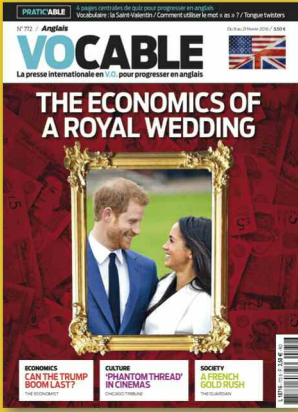 PRATIC'ABLE
4 pages centrales de quiz pour progresser en anglais
Vocabulaire : la Saint-Valentin / Comment utiliser le mot « as » ? / Tongue twisters
N° 772 / Anglais
3,50 €
VOCABLE
La presse internationale en V.O. pour progresser en anglais
THE ECONOMICS OF
A ROYAL WEDDING
ECONOMICS
CAN THE TRUMP
BOOM LAST?
THE ECONOMIST
CULTURE
'PHANTOM THREAD'
IN CINEMAS
CHICAGO TRIBUNE
SOCIETY
A FRENCH
GOLD RUSH
THE GUARDIAN